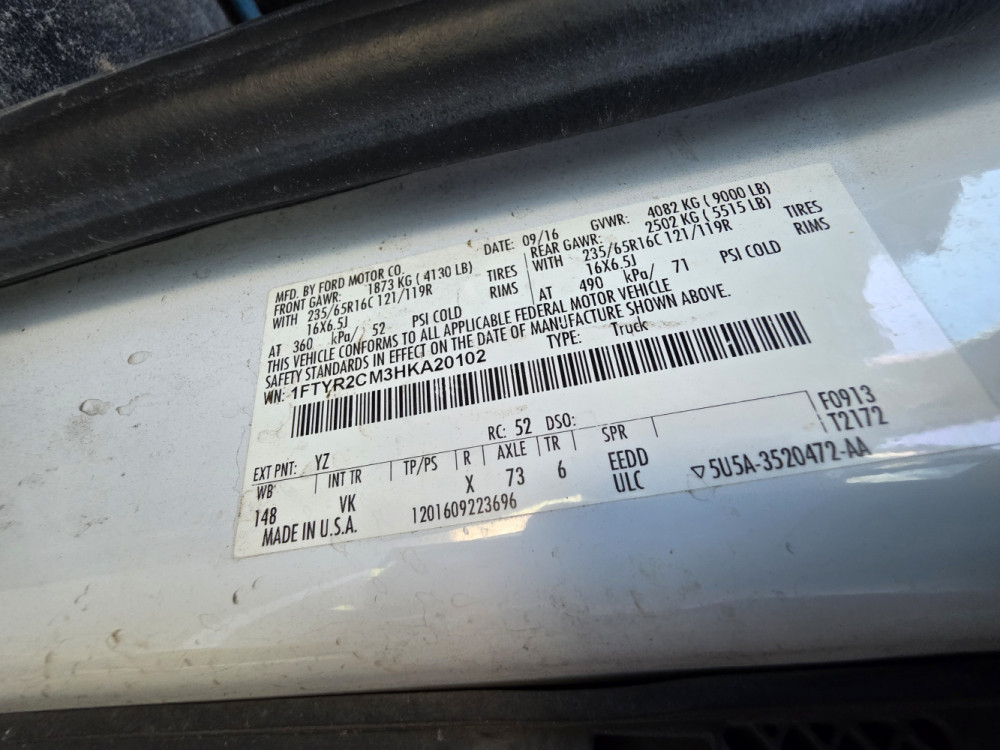 MFD. BY FORD MOTOR CO. DATE: 09/16 GVWR: 4082 KG ( 9000 LB)
FRONT GAWR: 1873 KG ( 4130 LB) REAR GAWR: 2502 KG ( 5515 LB)
WITH 235/65R16C 121/119R TIRES WITH 235/65R16C 121/119R TIRES
16X6.5J RIMS 16X6.5J RIMS
AT 360 kPa/ 52 PSI COLD AT 490 kPa/ 71 PSI COLD
THIS VEHICLE CONFORMS TO ALL APPLICABLE FEDERAL MOTOR VEHICLE
SAFETY STANDARDS IN EFFECT ON THE DATE OF MANUFACTURE SHOWN ABOVE.
VIN: 1FTYR2CM3HKA20102 TYPE: Truck
F0913
EXT PNT: YZ RC: 52 DSO: T2172
WB INT TR TP/PS R AXLE TR SPR
148 VK X 73 6 EEDD
ULC ▽5U5A-3520472-AA
MADE IN U.S.A. 1201609223696